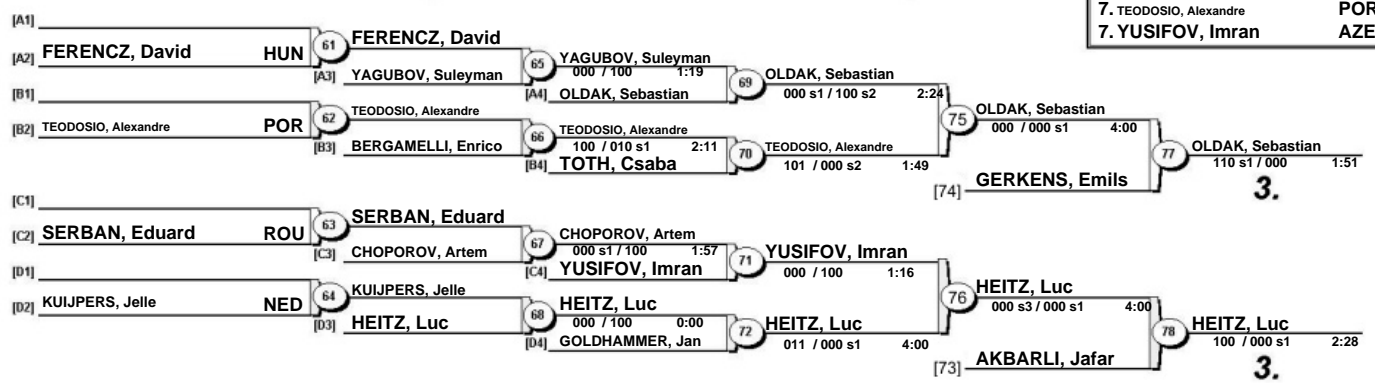 7. TEODOSIO, Alexandre POR
7. YUSIFOV, Imran AZE
[A1]
[A2] FERENCZ, David HUN
61
FERENCZ, David
[A3] YAGUBOV, Suleyman
65
YAGUBOV, Suleyman
000 / 100 1:19
[A4] OLDAK, Sebastian
69
OLDAK, Sebastian
000 s1 / 100 s2 2:24
[B1]
[B2] TEODOSIO, Alexandre POR
62
TEODOSIO, Alexandre
[B3] BERGAMELLI, Enrico
66
TEODOSIO, Alexandre
100 / 010 s1 2:11
[B4] TOTH, Csaba
70
TEODOSIO, Alexandre
101 / 000 s2 1:49
75
OLDAK, Sebastian
000 / 000 s1 4:00
[74] GERKENS, Emils
77
OLDAK, Sebastian
110 s1 / 000 1:51
3.
[C1]
[C2] SERBAN, Eduard ROU
63
SERBAN, Eduard
[C3] CHOPOROV, Artem
67
CHOPOROV, Artem
000 s1 / 100 1:57
[C4] YUSIFOV, Imran
71
YUSIFOV, Imran
000 / 100 1:16
[D1]
[D2] KUIJPERS, Jelle NED
64
KUIJPERS, Jelle
[D3] HEITZ, Luc
68
HEITZ, Luc
000 / 100 0:00
[D4] GOLDHAMMER, Jan
72
HEITZ, Luc
011 / 000 s1 4:00
76
HEITZ, Luc
000 s3 / 000 s1 4:00
[73] AKBARLI, Jafar
78
HEITZ, Luc
100 / 000 s1 2:28
3.